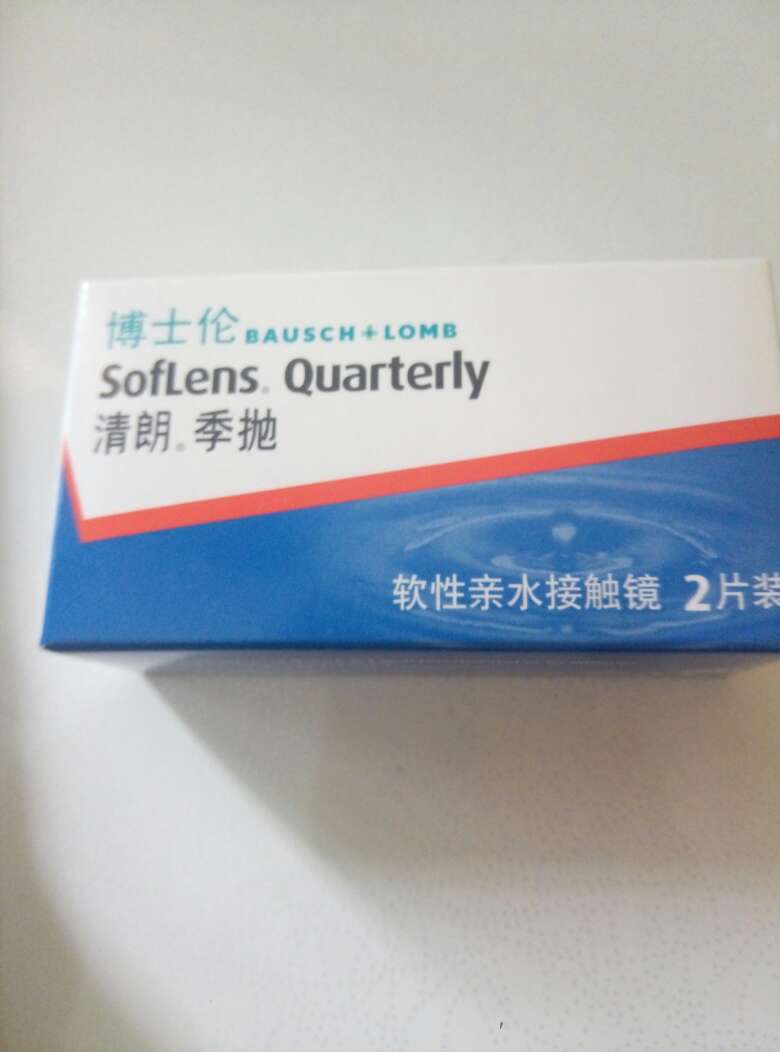 博士伦 BAUSCH + LOMB
SofLens® Quarterly
清朗® 季抛
软性亲水接触镜 2片装